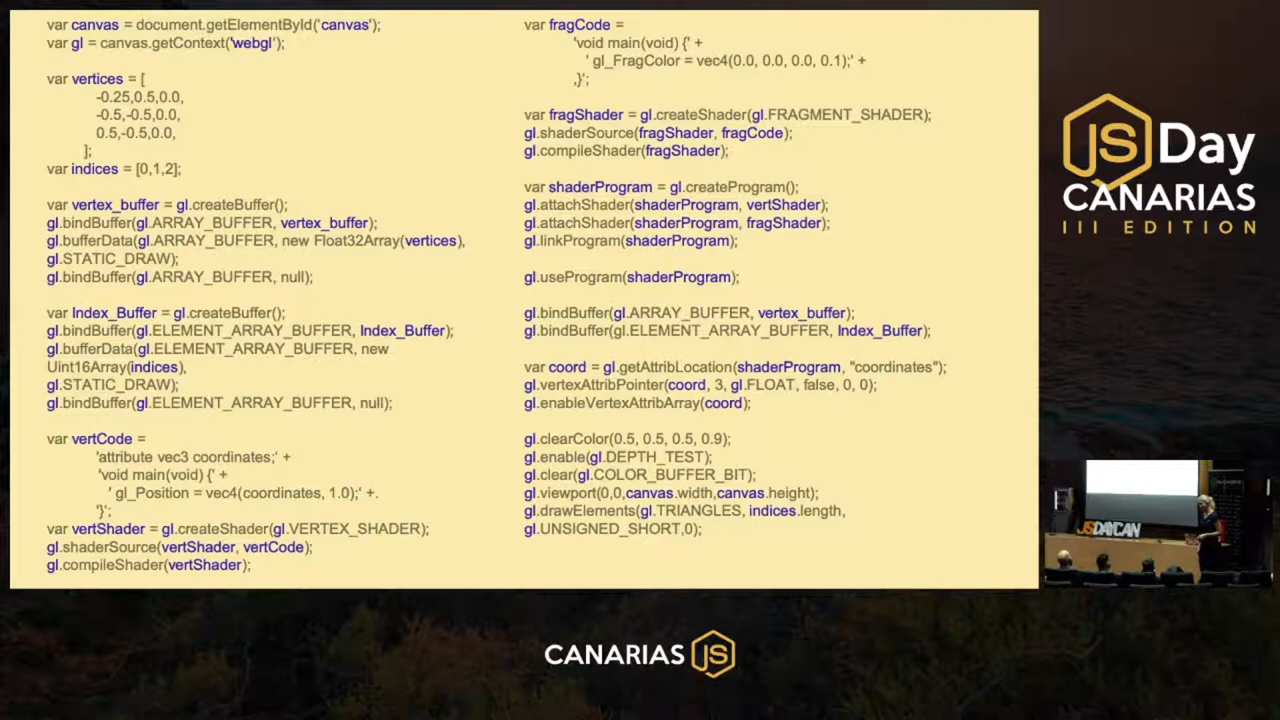 var canvas = document.getElementById('canvas');
var gl = canvas.getContext('webgl');
var vertices = [
-0.25,0.5,0.0,
-0.5,-0.5,0.0,
0.5,-0.5,0.0,
];
var indices = [0,1,2];
var vertex_buffer = gl.createBuffer();
gl.bindBuffer(gl.ARRAY_BUFFER, vertex_buffer);
gl.bufferData(gl.ARRAY_BUFFER, new Float32Array(vertices),
gl.STATIC_DRAW);
gl.bindBuffer(gl.ARRAY_BUFFER, null);
var Index_Buffer = gl.createBuffer();
gl.bindBuffer(gl.ELEMENT_ARRAY_BUFFER, Index_Buffer);
gl.bufferData(gl.ELEMENT_ARRAY_BUFFER, new
Uint16Array(indices),
gl.STATIC_DRAW);
gl.bindBuffer(gl.ELEMENT_ARRAY_BUFFER, null);
var vertCode =
'attribute vec3 coordinates;' +
'void main(void) {' +
' gl_Position = vec4(coordinates, 1.0);' +.
'}';
var vertShader = gl.createShader(gl.VERTEX_SHADER);
gl.shaderSource(vertShader, vertCode);
gl.compileShader(vertShader);
var fragCode =
'void main(void) {' +
' gl_FragColor = vec4(0.0, 0.0, 0.0, 0.1);' +
,}';
var fragShader = gl.createShader(gl.FRAGMENT_SHADER);
gl.shaderSource(fragShader, fragCode);
gl.compileShader(fragShader);
var shaderProgram = gl.createProgram();
gl.attachShader(shaderProgram, vertShader);
gl.attachShader(shaderProgram, fragShader);
gl.linkProgram(shaderProgram);
gl.useProgram(shaderProgram);
gl.bindBuffer(gl.ARRAY_BUFFER, vertex_buffer);
gl.bindBuffer(gl.ELEMENT_ARRAY_BUFFER, Index_Buffer);
var coord = gl.getAttribLocation(shaderProgram, "coordinates");
gl.vertexAttribPointer(coord, 3, gl.FLOAT, false, 0, 0);
gl.enableVertexAttribArray(coord);
gl.clearColor(0.5, 0.5, 0.5, 0.9);
gl.enable(gl.DEPTH_TEST);
gl.clear(gl.COLOR_BUFFER_BIT);
gl.viewport(0,0,canvas.width,canvas.height);
gl.drawElements(gl.TRIANGLES, indices.length,
gl.UNSIGNED_SHORT,0);
JS Day
CANARIAS
III EDITION
JSDAYCAN
CANARIAS JS